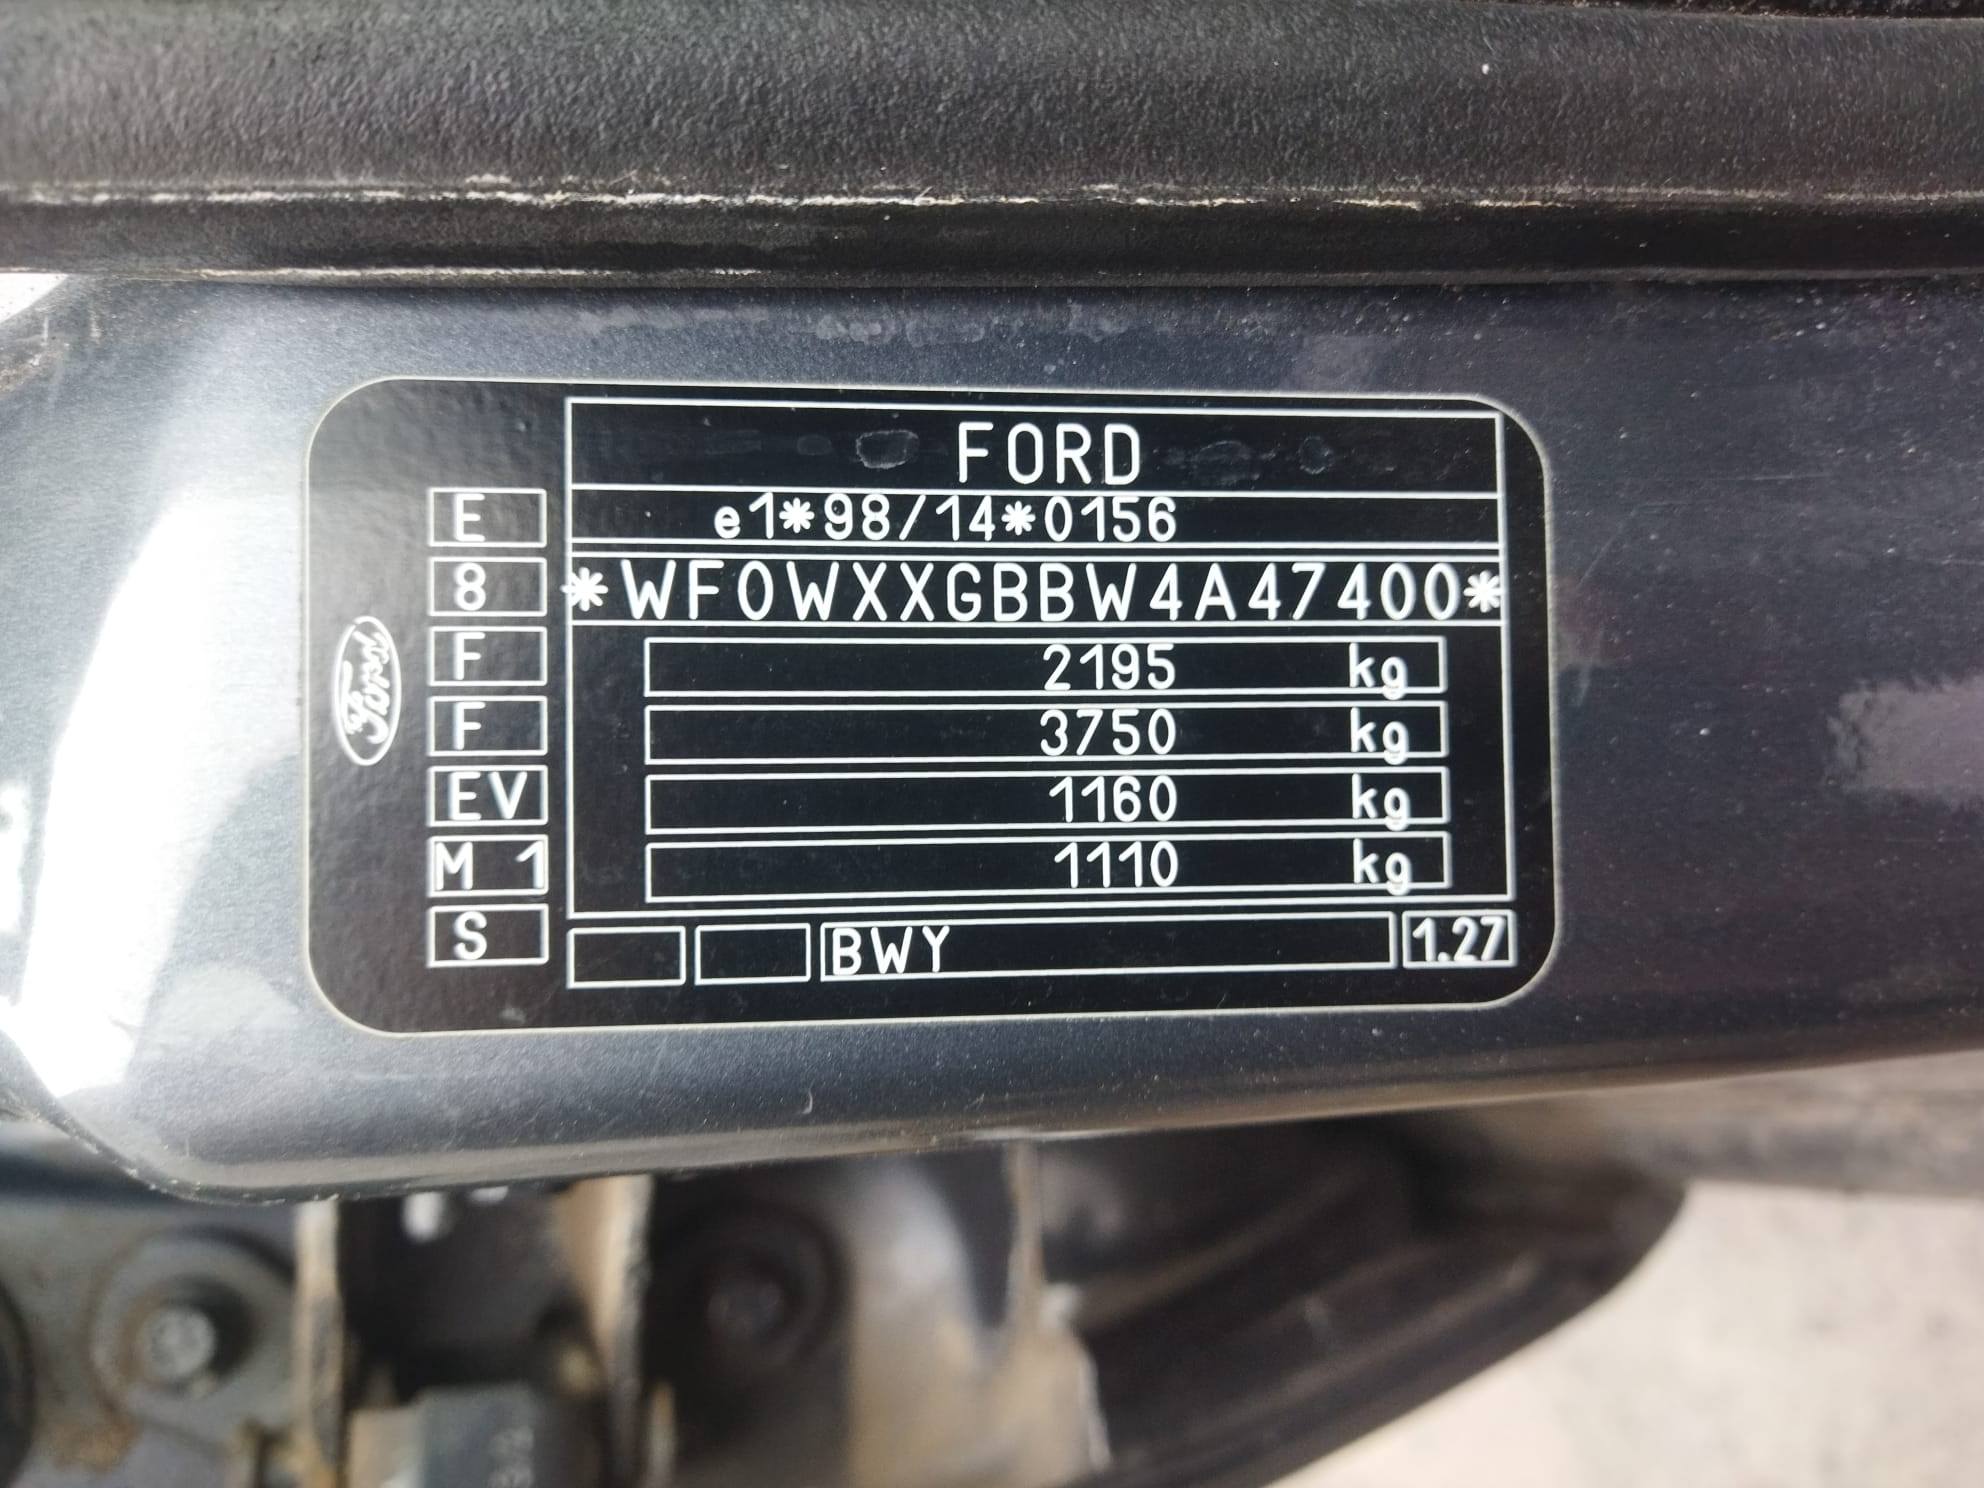 FORD
E e1*98/14*0156
8 *WF0WXXGBBW4A47400*
F 2195 kg
F 3750 kg
EV 1160 kg
M 1 1110 kg
S BWY 1.27
Ford